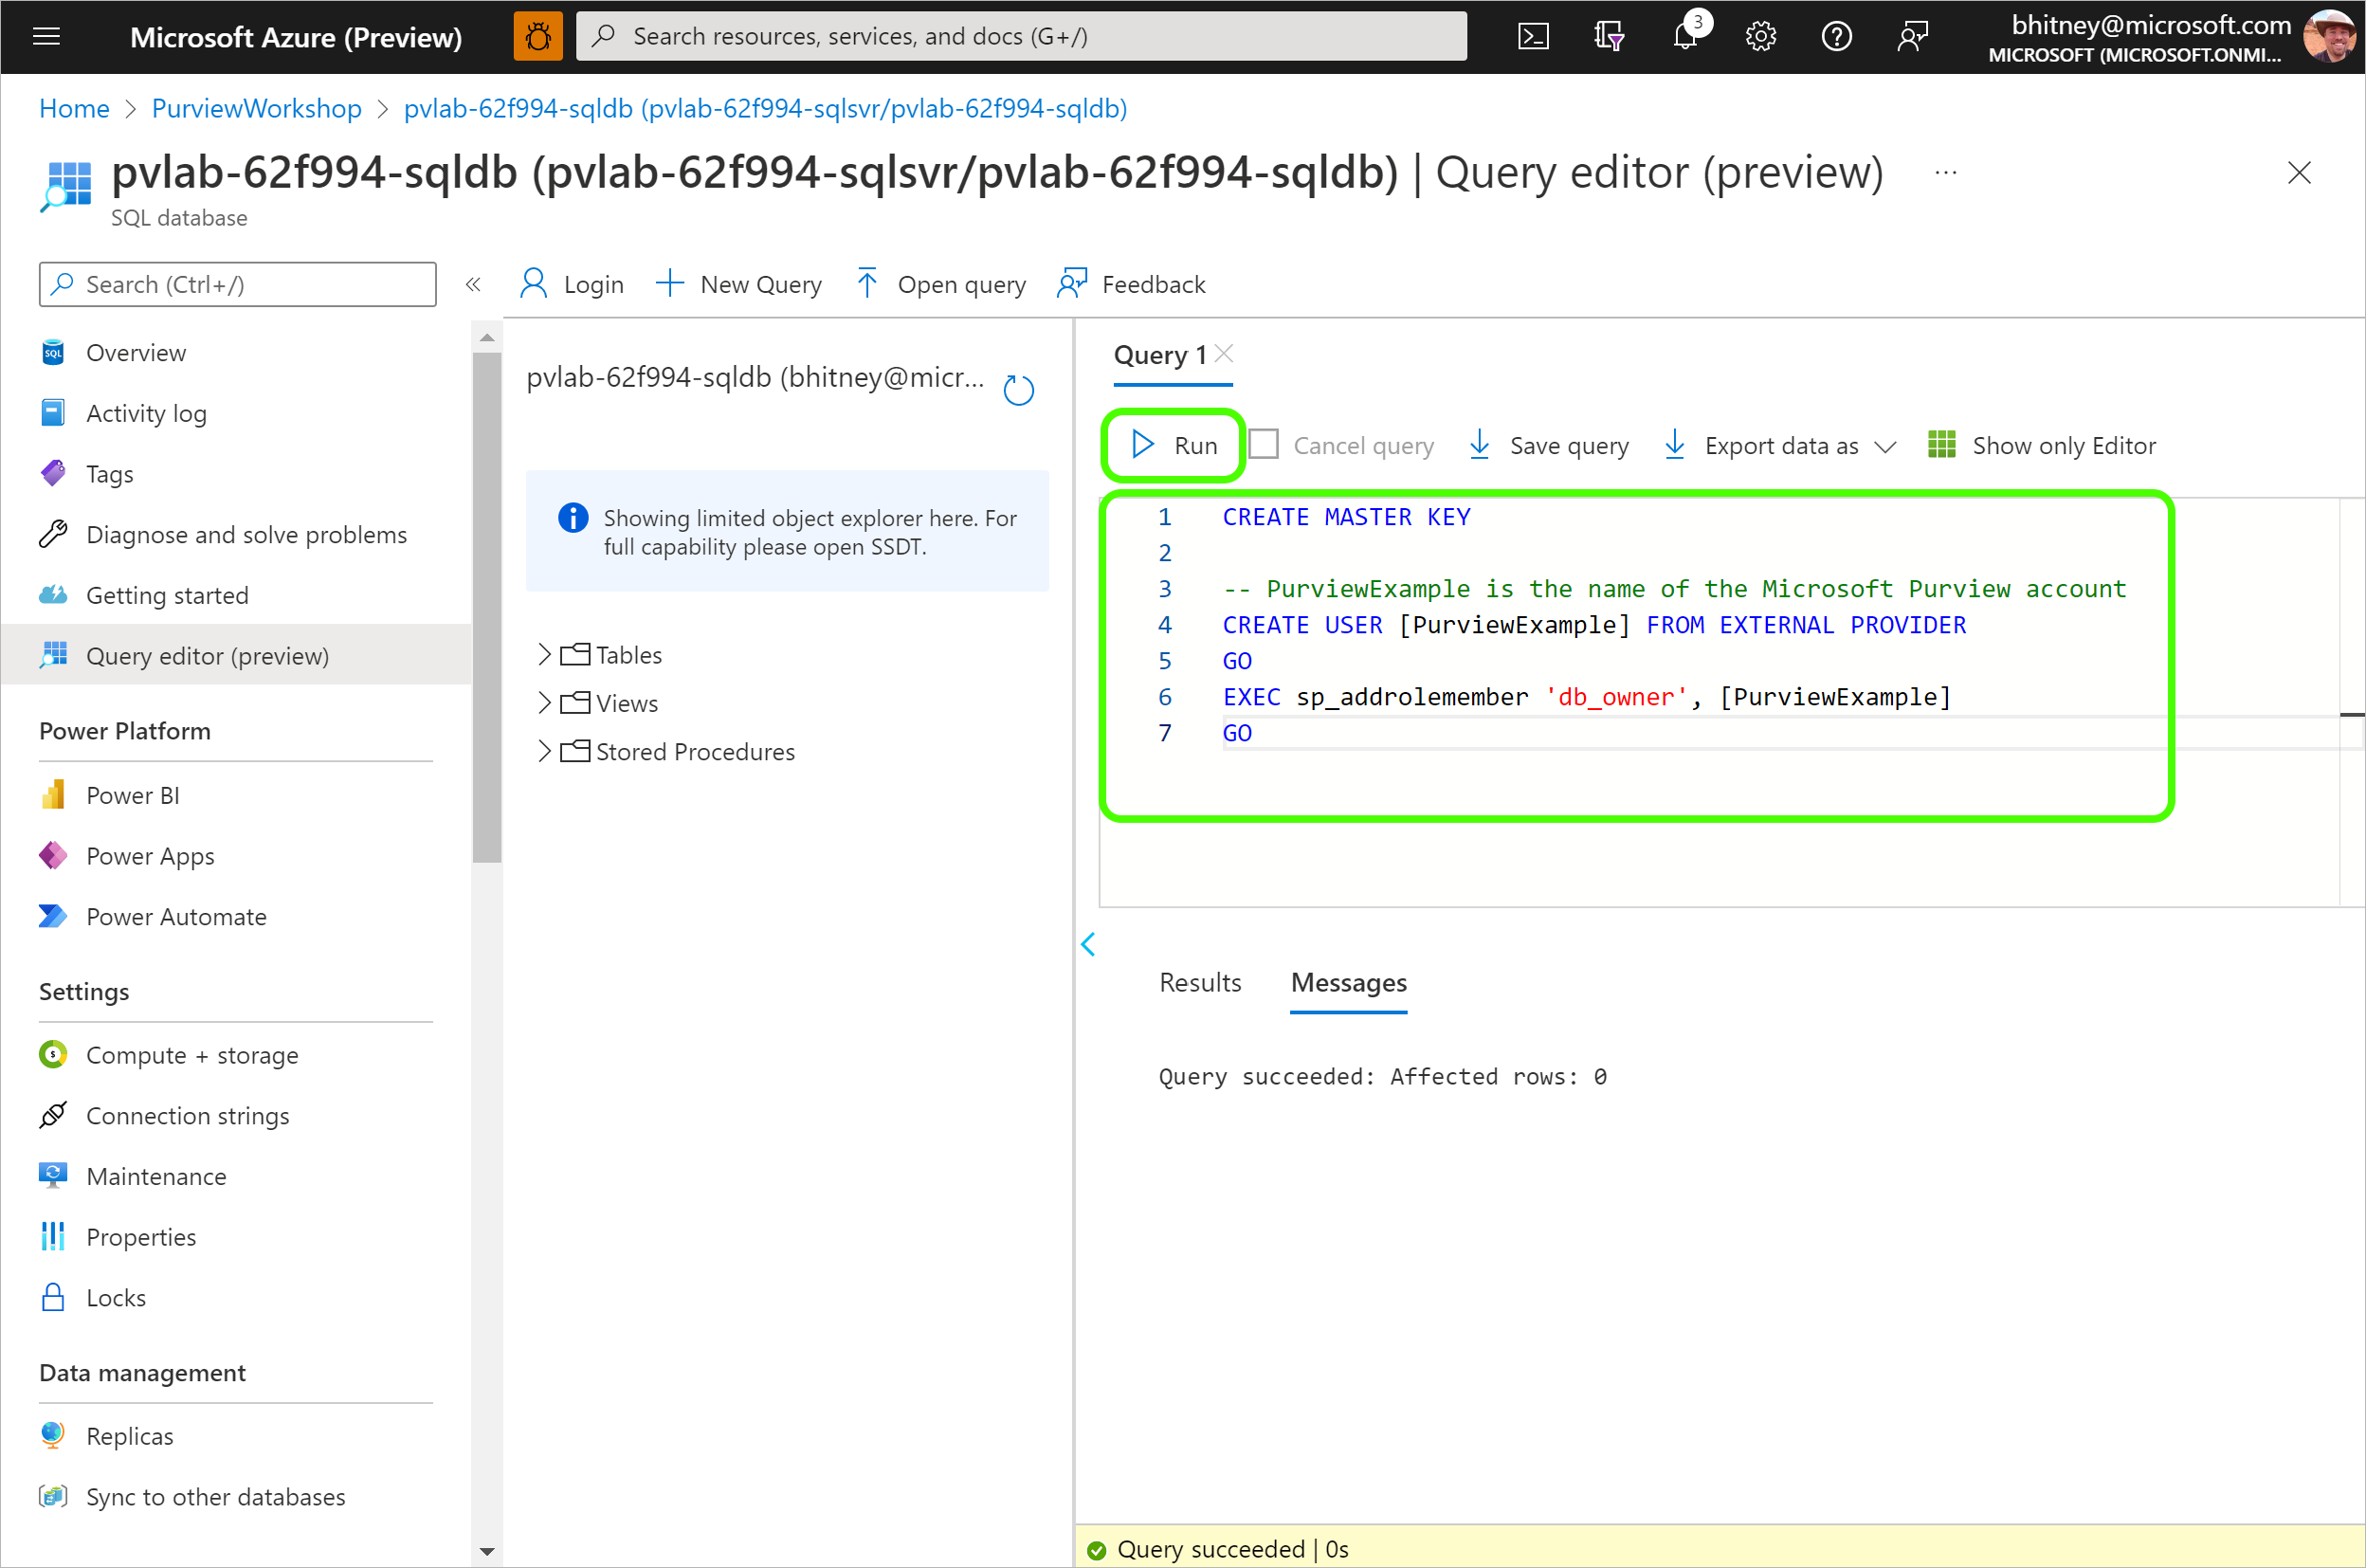 Microsoft Azure (Preview)
Search resources, services, and docs (G+/)
3
bhitney@microsoft.com
MICROSOFT (MICROSOFT.ONMI...
Home > PurviewWorkshop > pvlab-62f994-sqldb (pvlab-62f994-sqlsvr/pvlab-62f994-sqldb)
pvlab-62f994-sqldb (pvlab-62f994-sqlsvr/pvlab-62f994-sqldb) | Query editor (preview) ...
SQL database
Search (Ctrl+/)
«
Overview
Activity log
Tags
Diagnose and solve problems
Getting started
Query editor (preview)
Power Platform
Power BI
Power Apps
Power Automate
Settings
Compute + storage
Connection strings
Maintenance
Properties
Locks
Data management
Replicas
Sync to other databases
Login
New Query
Open query
Feedback
pvlab-62f994-sqldb (bhitney@micr...
Showing limited object explorer here. For
full capability please open SSDT.
Tables
Views
Stored Procedures
Query 1
Run
Cancel query
Save query
Export data as
Show only Editor
1 CREATE MASTER KEY
2
3 -- PurviewExample is the name of the Microsoft Purview account
4 CREATE USER [PurviewExample] FROM EXTERNAL PROVIDER
5 GO
6 EXEC sp_addrolemember 'db_owner', [PurviewExample]
7 GO
Results
Messages
Query succeeded: Affected rows: 0
Query succeeded | 0s